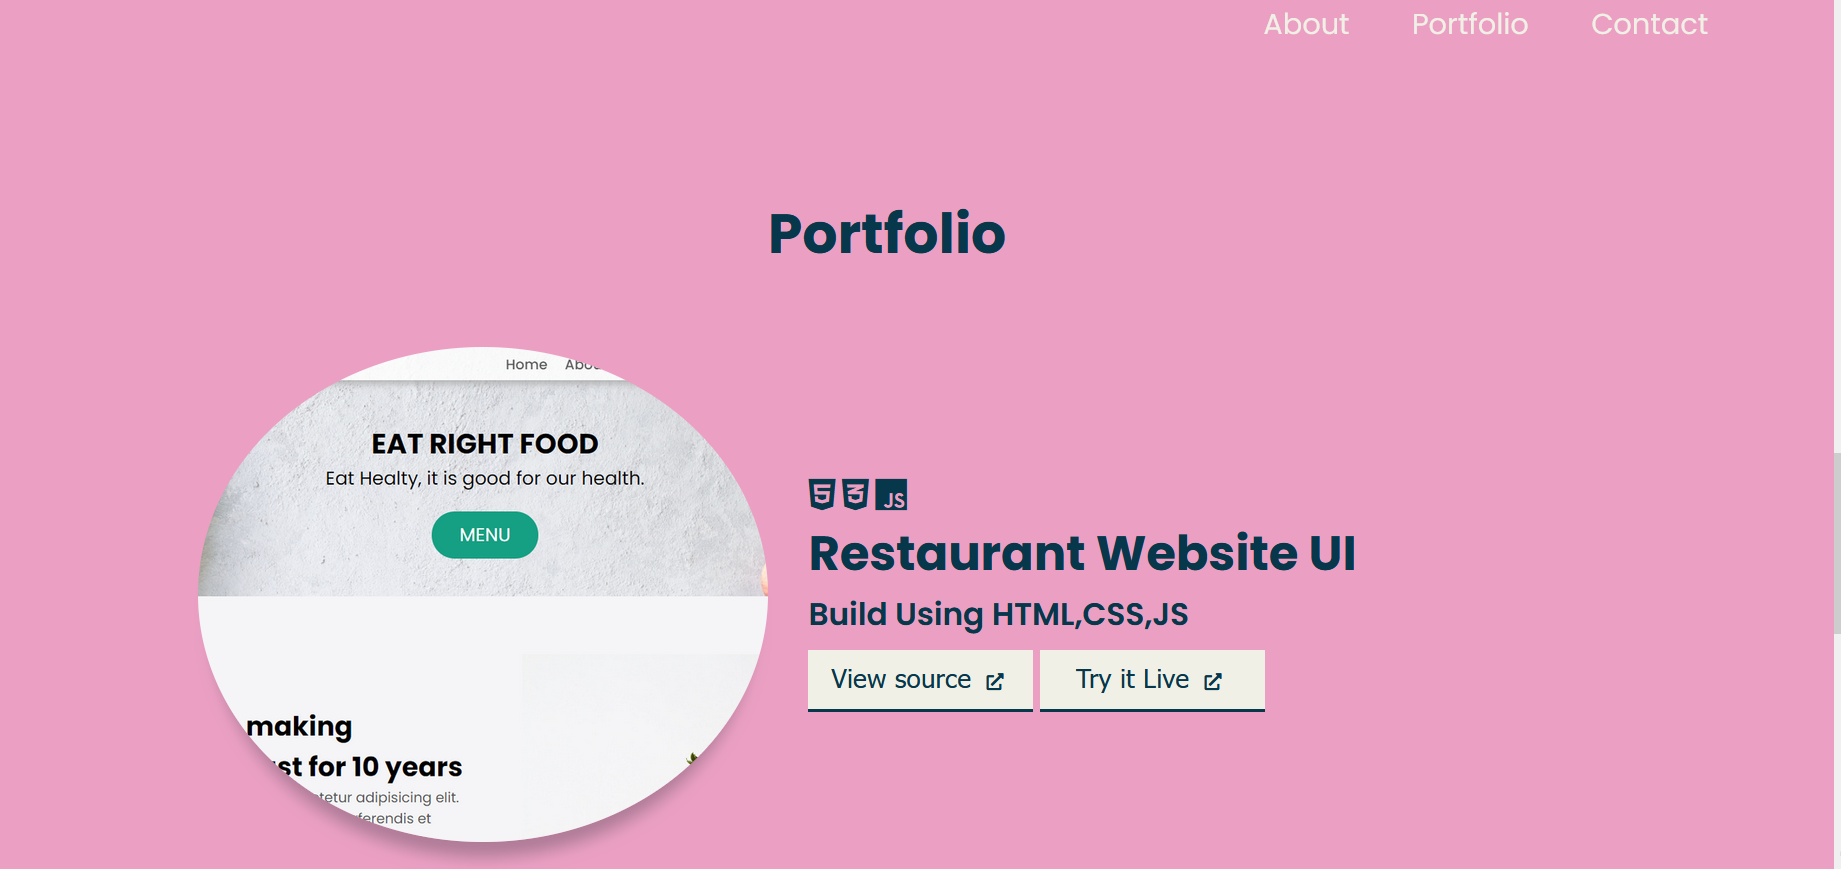 About Portfolio Contact
Portfolio
Home
EAT RIGHT FOOD
Eat Healty, it is good for our health.
MENU
making
for 10 years
adipisicing elit.
et
JS
Restaurant Website UI
Build Using HTML,CSS,JS
View source Try it Live